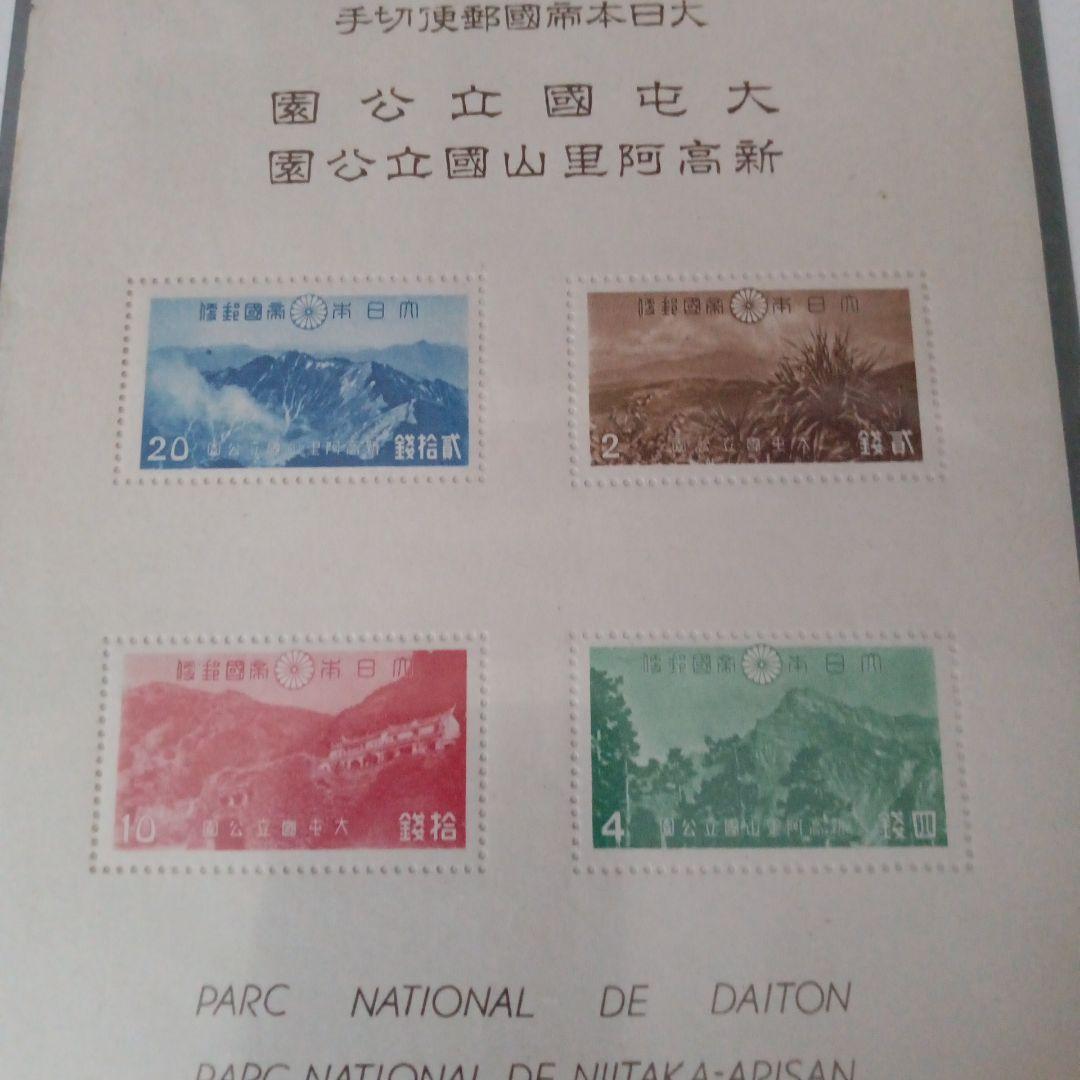 大日本帝國郵便切手
大屯國立公園
新高阿里山國立公園
大日本帝國郵便
貳錢 大屯國立公園 2
大日本帝國郵便
貳拾錢 新高阿里山國立公園 20
大日本帝國郵便
四錢 新高阿里山國立公園 4
大日本帝國郵便
拾錢 大屯國立公園 10
PARC NATIONAL DE DAITON
PARC NATIONAL DE NIITAKA-ARISAN